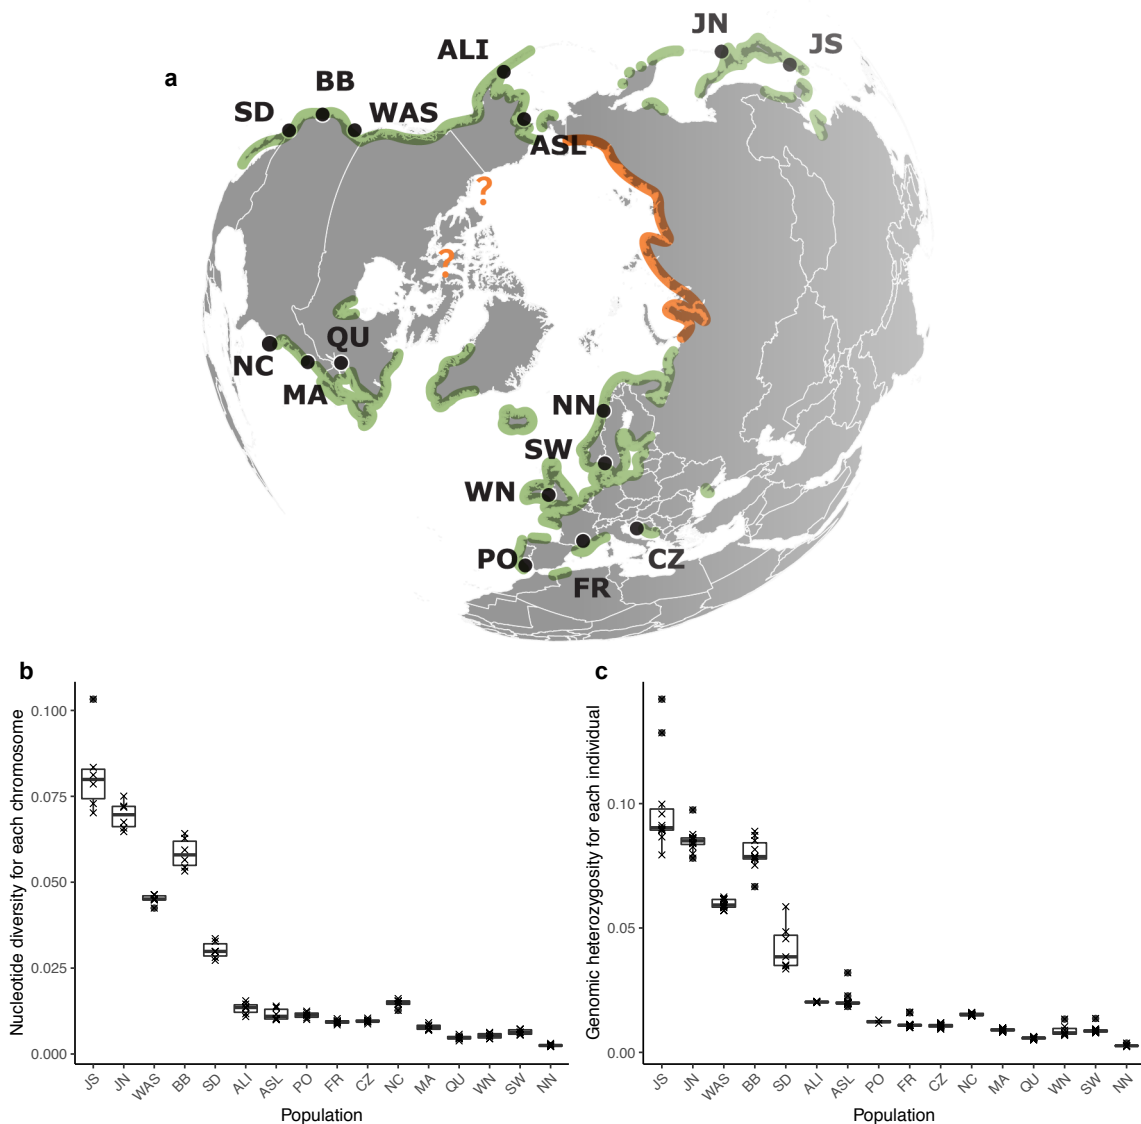 a
ALI
JN
JS
BB
SD
WAS
ASL
?
?
QU
NC
MA
NN
SW
WN
PO
CZ
FR
b
Nucleotide diversity for each chromosome
0.100
0.075
0.050
0.025
0.000
JS JN WAS BB SD ALI ASL PO FR CZ NC MA QU WN SW NN
Population
c
Genomic heterozygosity for each individual
0.10
0.05
0.00
JS JN WAS BB SD ALI ASL PO FR CZ NC MA QU WN SW NN
Population